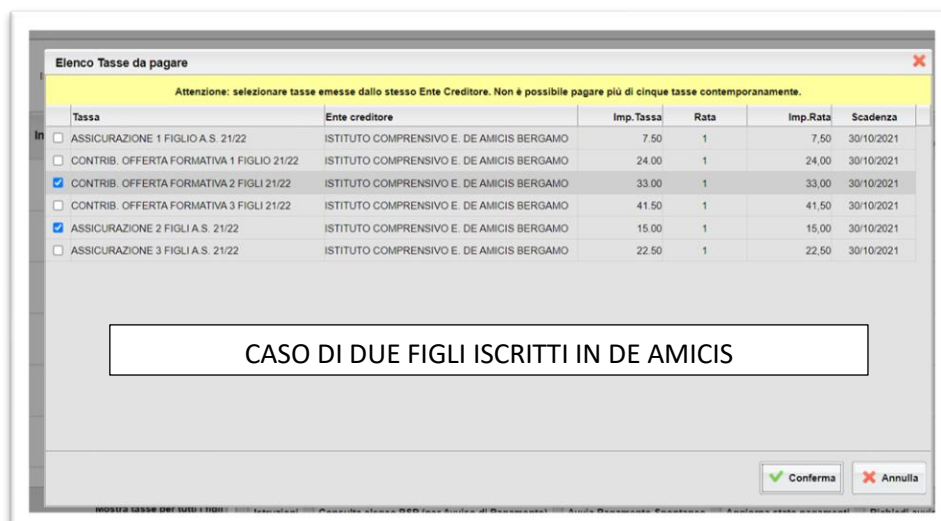 Elenco Tasse da pagare
Attenzione: selezionare tasse emesse dallo stesso Ente Creditore. Non è possibile pagare più di cinque tasse contemporanamente.
Tassa Ente creditore Imp.Tassa Rata Imp.Rata Scadenza
ASSICURAZIONE 1 FIGLIO A.S. 21/22 ISTITUTO COMPRENSIVO E. DE AMICIS BERGAMO 7.50 1 7,50 30/10/2021
CONTRIB. OFFERTA FORMATIVA 1 FIGLIO 21/22 ISTITUTO COMPRENSIVO E. DE AMICIS BERGAMO 24.00 1 24,00 30/10/2021
CONTRIB. OFFERTA FORMATIVA 2 FIGLI 21/22 ISTITUTO COMPRENSIVO E. DE AMICIS BERGAMO 33.00 1 33,00 30/10/2021
CONTRIB. OFFERTA FORMATIVA 3 FIGLI 21/22 ISTITUTO COMPRENSIVO E. DE AMICIS BERGAMO 41.50 1 41,50 30/10/2021
ASSICURAZIONE 2 FIGLI A.S. 21/22 ISTITUTO COMPRENSIVO E. DE AMICIS BERGAMO 15.00 1 15,00 30/10/2021
ASSICURAZIONE 3 FIGLI A.S. 21/22 ISTITUTO COMPRENSIVO E. DE AMICIS BERGAMO 22.50 1 22,50 30/10/2021
CASO DI DUE FIGLI ISCRITTI IN DE AMICIS
Conferma Annulla
Mostra tasse per tutti i figli